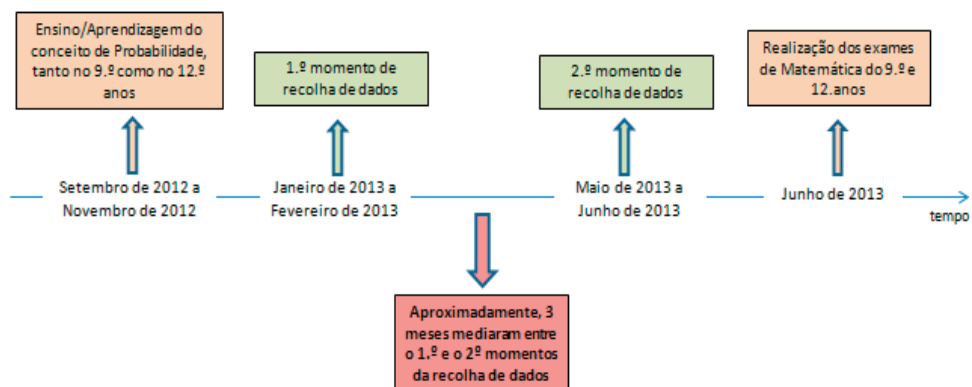 Ensino/Aprendizagem do
conceito de Probabilidade,
tanto no 9.º como no 12.º
anos
1.º momento de
recolha de dados
2.º momento de
recolha de dados
Realização dos exames
de Matemática do 9.º e
12.anos
Setembro de 2012 a
Novembro de 2012
Janeiro de 2013 a
Fevereiro de 2013
Maio de 2013 a
Junho de 2013
Junho de 2013
tempo
Aproximadamente, 3
meses mediaram entre
o 1.º e o 2º momentos
da recolha de dados